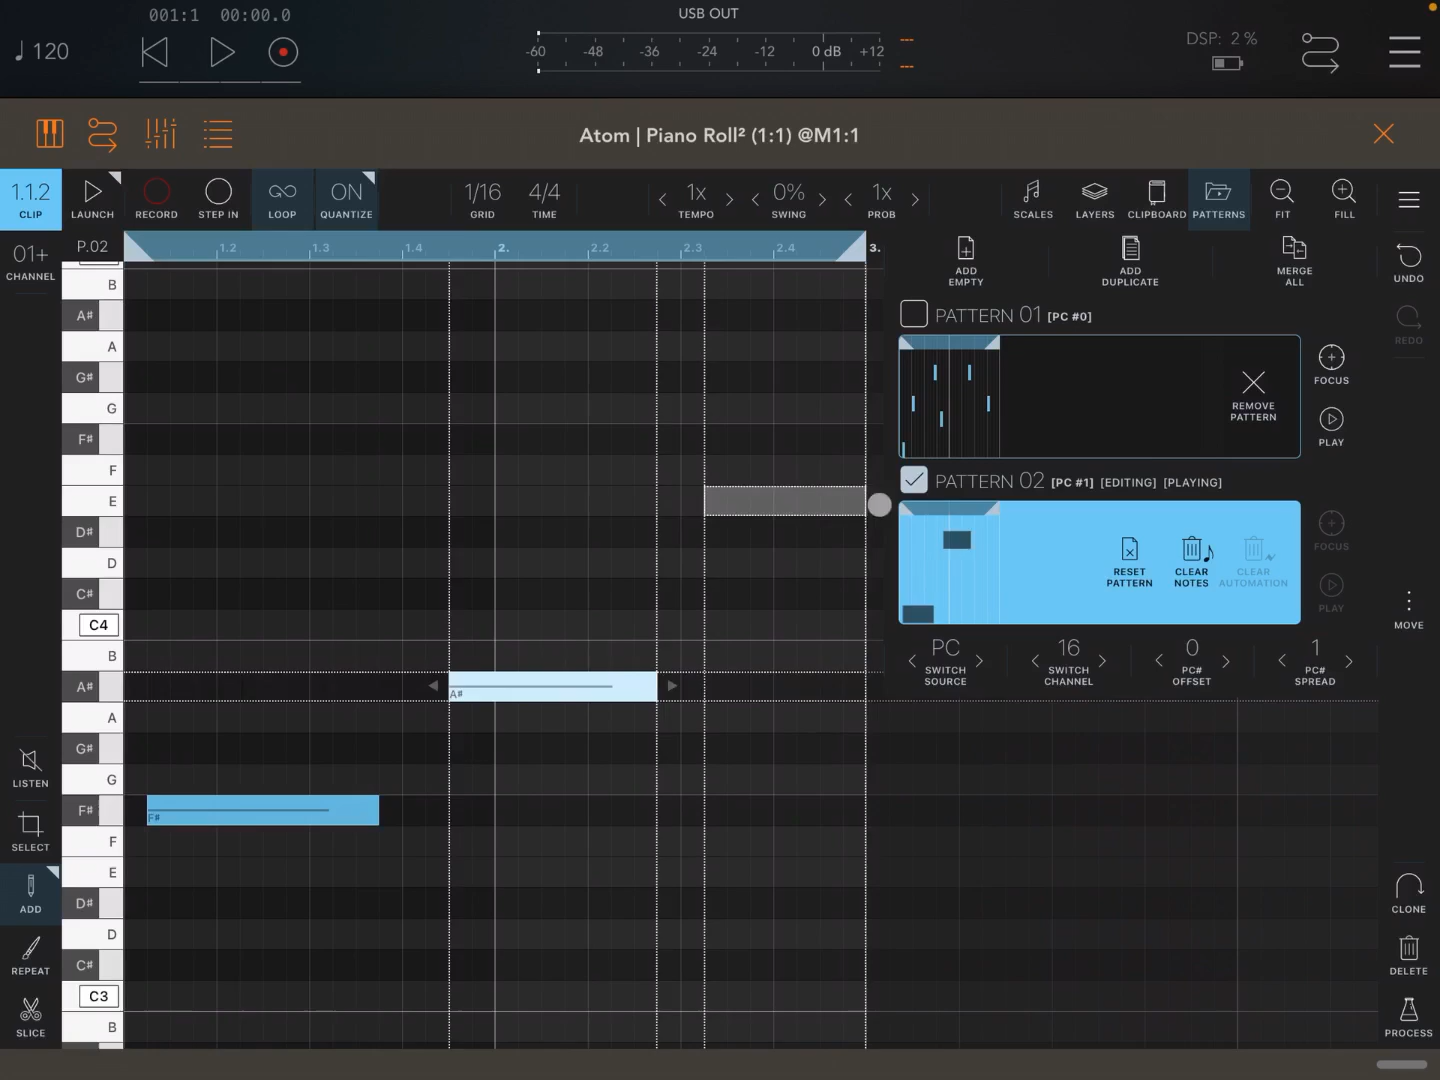 001:1 00:00.0
USB OUT
♩ 120
-60 -48 -36 -24 -12 0 dB +12
---
---
DSP: 2 %
Atom | Piano Roll² (1:1) @M1:1
1.1.2
CLIP
LAUNCH
RECORD
STEP IN
LOOP
ON
QUANTIZE
1/16
GRID
4/4
TIME
1x
TEMPO
0%
SWING
1x
PROB
SCALES
LAYERS
CLIPBOARD
PATTERNS
FIT
FILL
01+
CHANNEL
P.02
1.2 1.3 1.4 2. 2.2 2.3 2.4 3.
ADD
EMPTY
ADD
DUPLICATE
MERGE
ALL
UNDO
REDO
PATTERN 01 [PC #0]
REMOVE
PATTERN
FOCUS
PLAY
PATTERN 02 [PC #1] [EDITING] [PLAYING]
RESET
PATTERN
CLEAR
NOTES
CLEAR
AUTOMATION
FOCUS
PLAY
PC
SWITCH
SOURCE
16
SWITCH
CHANNEL
0
PC#
OFFSET
1
PC#
SPREAD
MOVE
B
A#
A
G#
G
F#
F
E
D#
D
C#
C4
B
A#
A#
A
G#
G
F#
F#
F
E
D#
D
C#
C3
B
LISTEN
SELECT
ADD
REPEAT
SLICE
CLONE
DELETE
PROCESS